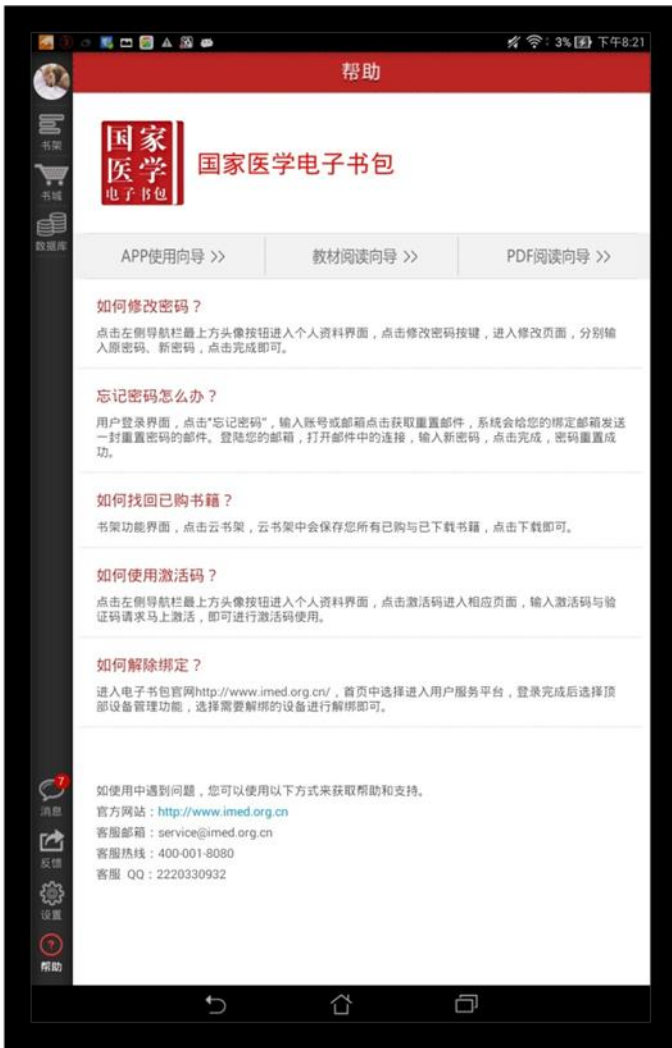 3% 下午8:21
帮助
书架
书城
数据库
国家
医学
电子书包
国家医学电子书包
APP使用向导 >>
教材阅读向导 >>
PDF阅读向导 >>
如何修改密码？
点击左侧导航栏最上方头像按钮进入个人资料界面，点击修改密码按键，进入修改页面，分别输
入原密码、新密码，点击完成即可。
忘记密码怎么办？
用户登录界面，点击“忘记密码”，输入账号或邮箱点击获取重置邮件，系统会给您的绑定邮箱发送
一封重置密码的邮件。登陆您的邮箱，打开邮件中的连接，输入新密码，点击完成，密码重置成
功。
如何找回已购书籍？
书架功能界面，点击云书架，云书架中会保存您所有已购与已下载书籍，点击下载即可。
如何使用激活码？
点击左侧导航栏最上方头像按钮进入个人资料界面，点击激活码进入相应页面，输入激活码与验
证码请求马上激活，即可进行激活码使用。
如何解除绑定？
进入电子书包官网http://www.imed.org.cn/，首页中选择进入用户服务平台，登录完成后选择顶
部设备管理功能，选择需要解绑的设备进行解绑即可。
如使用中遇到问题，您可以使用以下方式来获取帮助和支持。
官方网站：http://www.imed.org.cn
客服邮箱：service@imed.org.cn
客服热线：400-001-8080
客服 QQ：2220330932
7
消息
反馈
设置
?
帮助